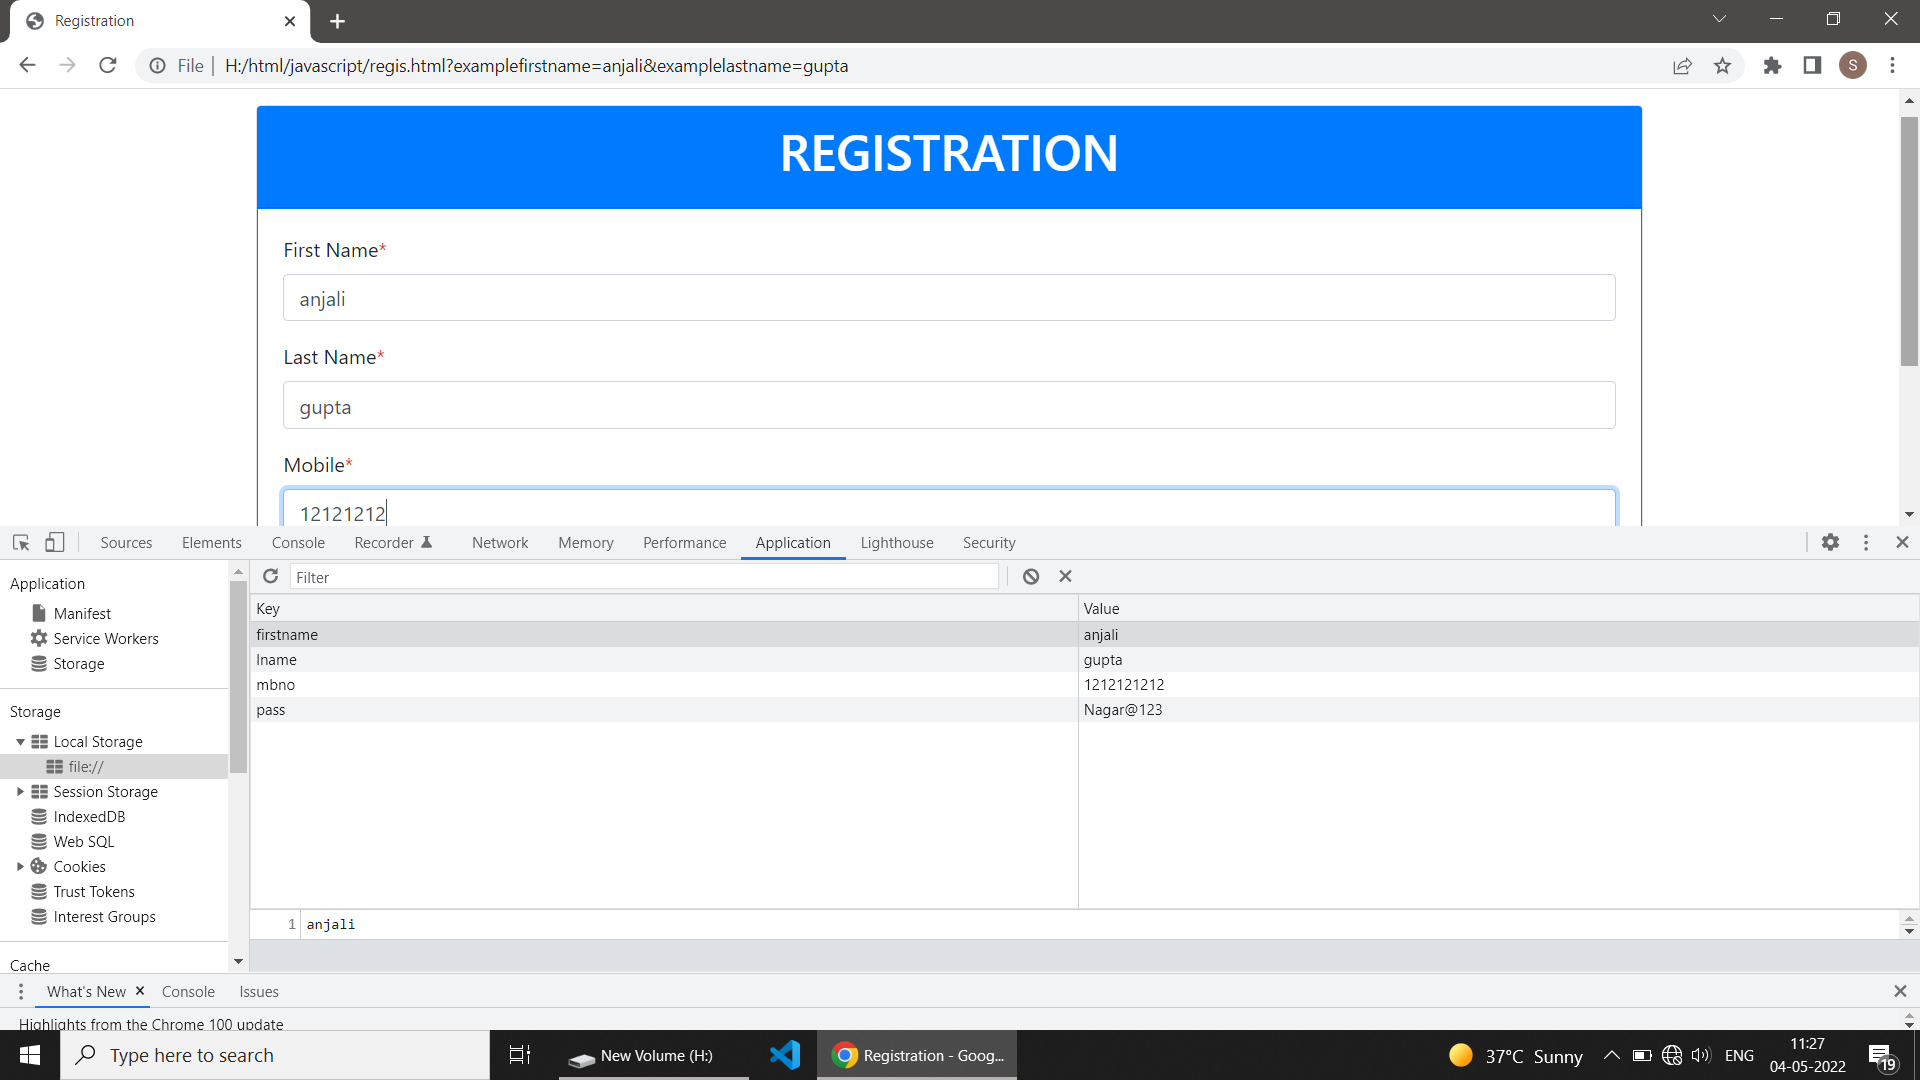 Registration
File | H:/html/javascript/regis.html?examplefirstname=anjali&examplelastname=gupta
S
REGISTRATION
First Name*
anjali
Last Name*
gupta
Mobile*
12121212
Sources Elements Console Recorder Network Memory Performance Application Lighthouse Security
Application
Manifest
Service Workers
Storage
Storage
Local Storage
file://
Session Storage
IndexedDB
Web SQL
Cookies
Trust Tokens
Interest Groups
Cache
Filter
Key Value
firstname anjali
lname gupta
mbno 1212121212
pass Nagar@123
1 anjali
What's New Console Issues
Highlights from the Chrome 100 update
Type here to search
New Volume (H:)
Registration - Goog...
37°C Sunny
ENG
11:27
04-05-2022
19